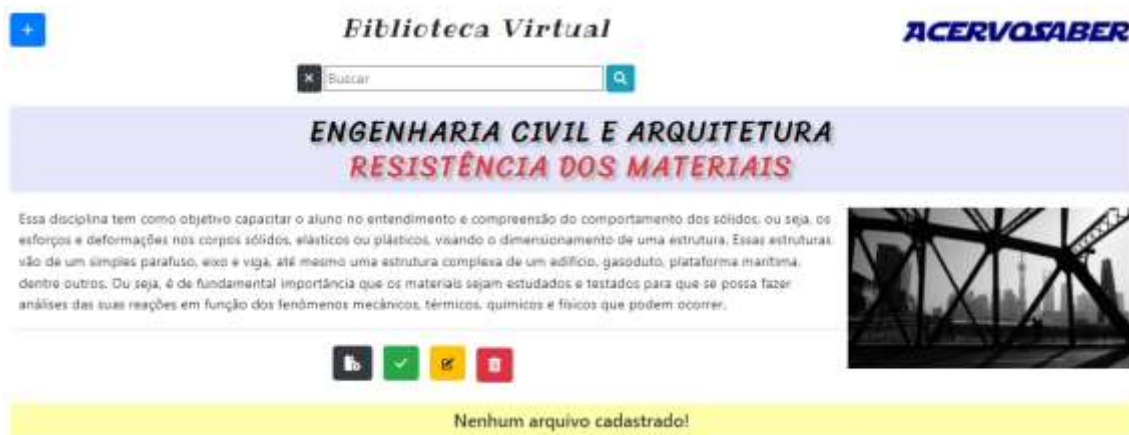 +
Biblioteca Virtual
ACERVOSABER
× Buscar
ENGENHARIA CIVIL E ARQUITETURA
RESISTÊNCIA DOS MATERIAIS
Essa disciplina tem como objetivo capacitar o aluno no entendimento e compreensão do comportamento dos sólidos, ou seja, os
esforços e deformações nos corpos sólidos, elásticos ou plásticos, visando o dimensionamento de uma estrutura. Essas estruturas
vão de um simples parafuso, eixo e viga, até mesmo uma estrutura complexa de um edifício, gasoduto, plataforma marítima,
dentre outros. Ou seja, é de fundamental importância que os materiais sejam estudados e testados para que se possa fazer
análises das suas reações em função dos fenômenos mecânicos, térmicos, químicos e físicos que podem ocorrer.
Nenhum arquivo cadastrado!